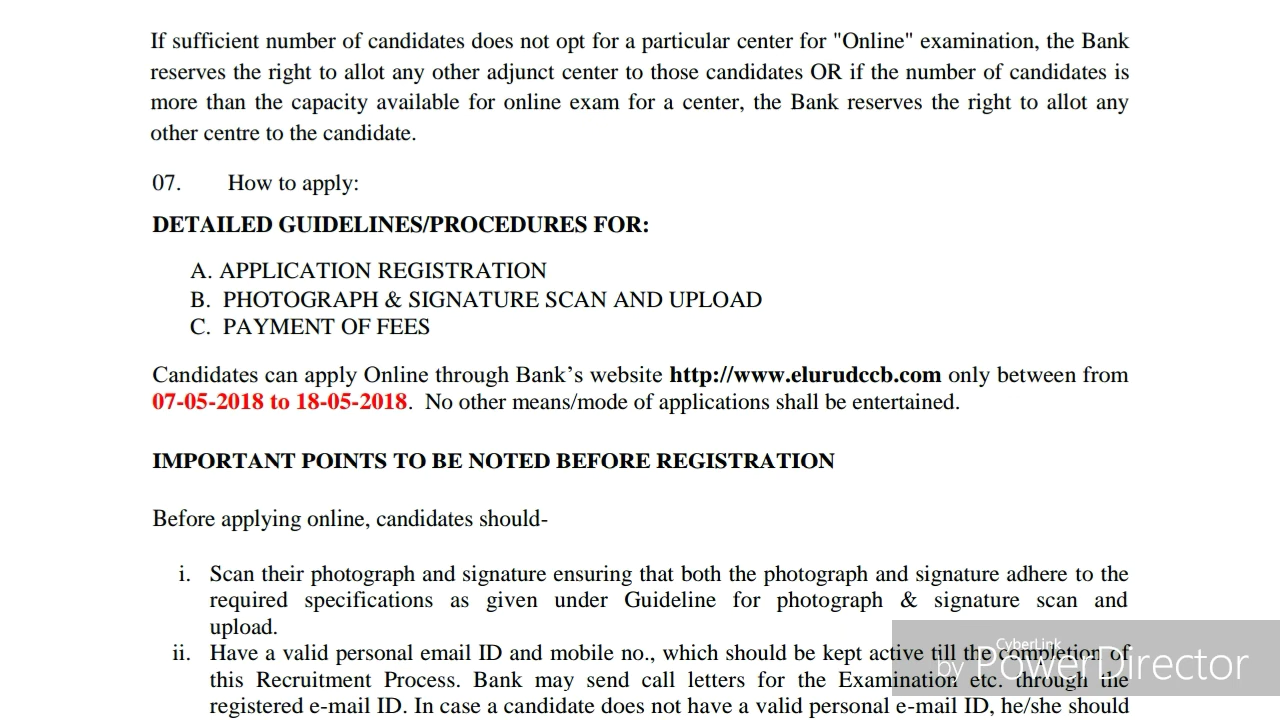 If sufficient number of candidates does not opt for a particular center for "Online" examination, the Bank
reserves the right to allot any other adjunct center to those candidates OR if the number of candidates is
more than the capacity available for online exam for a center, the Bank reserves the right to allot any
other centre to the candidate.
07. How to apply:
DETAILED GUIDELINES/PROCEDURES FOR:
A. APPLICATION REGISTRATION
B. PHOTOGRAPH & SIGNATURE SCAN AND UPLOAD
C. PAYMENT OF FEES
Candidates can apply Online through Bank’s website http://www.elurudccb.com only between from
07-05-2018 to 18-05-2018. No other means/mode of applications shall be entertained.
IMPORTANT POINTS TO BE NOTED BEFORE REGISTRATION
Before applying online, candidates should-
i. Scan their photograph and signature ensuring that both the photograph and signature adhere to the
required specifications as given under Guideline for photograph & signature scan and
upload.
ii. Have a valid personal email ID and mobile no., which should be kept active till the completion of
this Recruitment Process. Bank may send call letters for the Examination etc. through the
registered e-mail ID. In case a candidate does not have a valid personal e-mail ID, he/she should
CyberLink
by PowerDirector